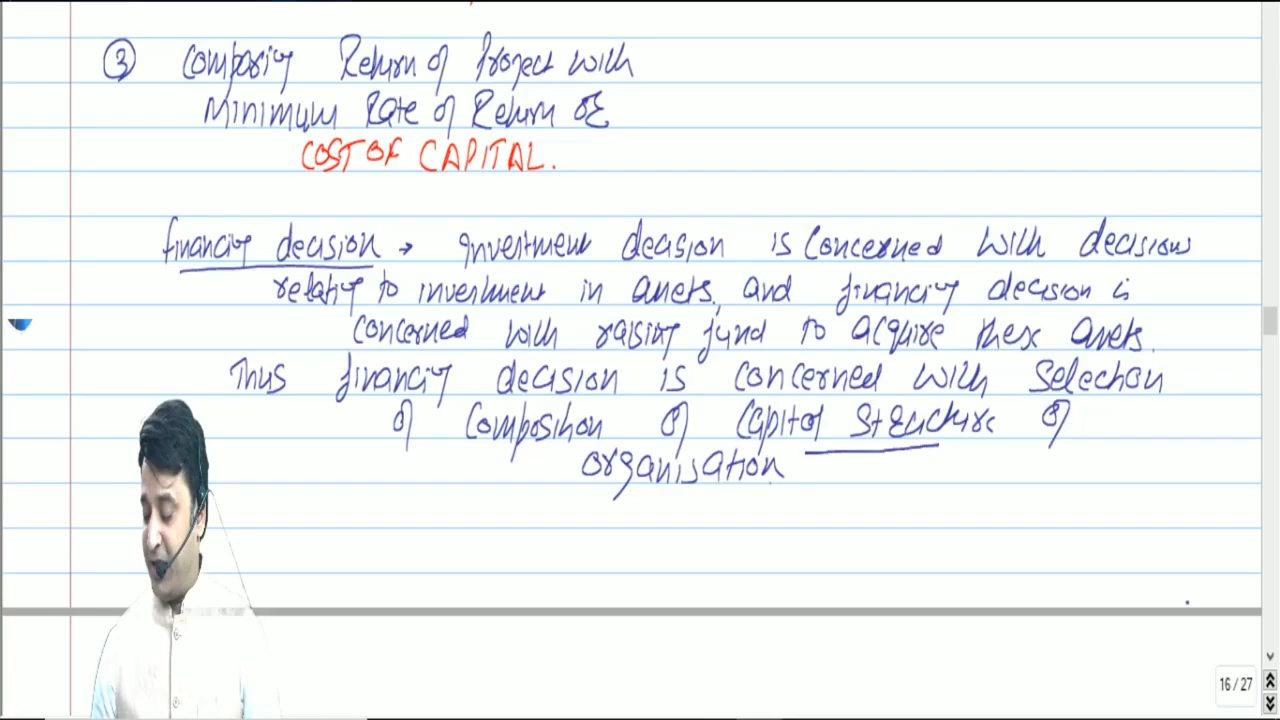 ③ Comparing Return of Project with
Minimum Rate of Return or
COST OF CAPITAL.
financing decision → Investment decision is concerned with decisions
relating to investment in assets, and financing decision is
concerned with raising fund to acquire these assets.
Thus financing decision is concerned with selection
of composition of capital structure of
organisation
16 / 27